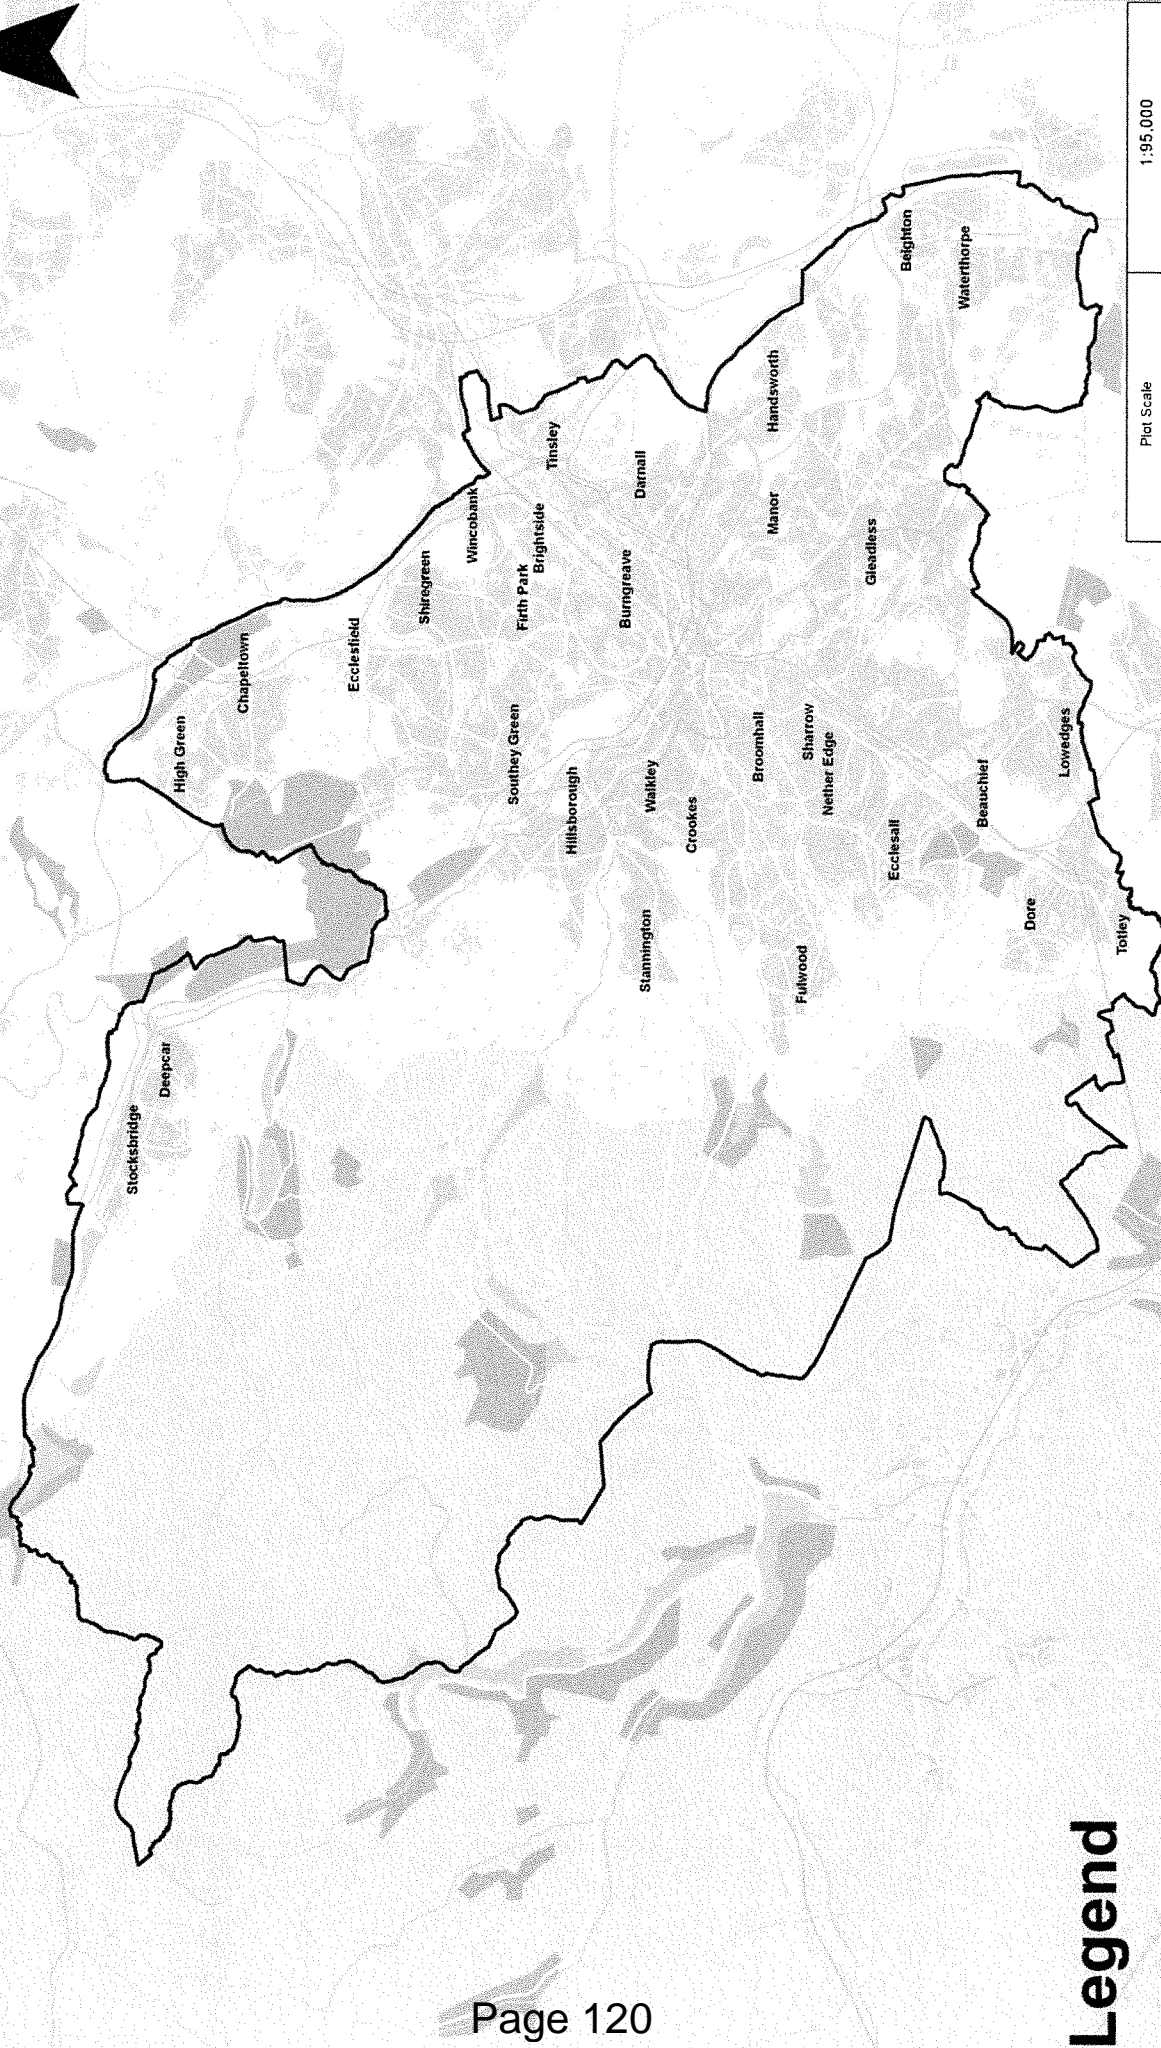 Stocksbridge
Deepcar
High Green
Chapeltown
Ecclesfield
Shiregreen
Wincobank
Southey Green
Firth Park
Brightside
Tinsley
Hillsborough
Burngreave
Darnall
Stannington
Walkley
Crookes
Broomhall
Manor
Handsworth
Fulwood
Sharrow
Nether Edge
Gleadless
Ecclesall
Beighton
Waterthorpe
Beauchief
Dore
Lowedges
Totley
Legend
Plot Scale
1:95,000
Page 120